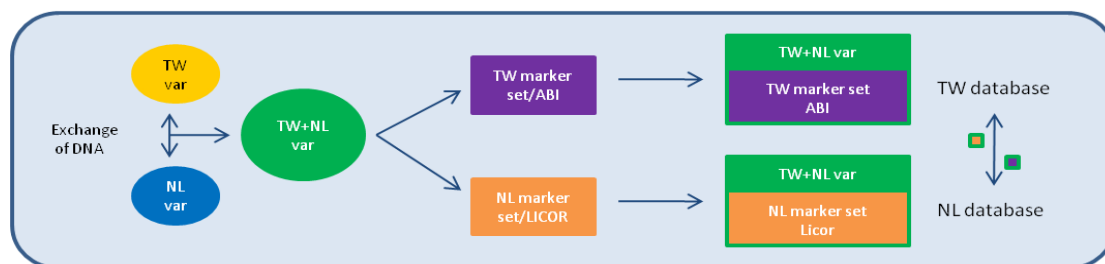 TW
var
Exchange
of DNA
NL
var
TW+NL
var
TW marker
set/ABI
NL marker
set/LICOR
TW+NL var
TW marker set
ABI
TW+NL var
NL marker set
Licor
TW database
NL database